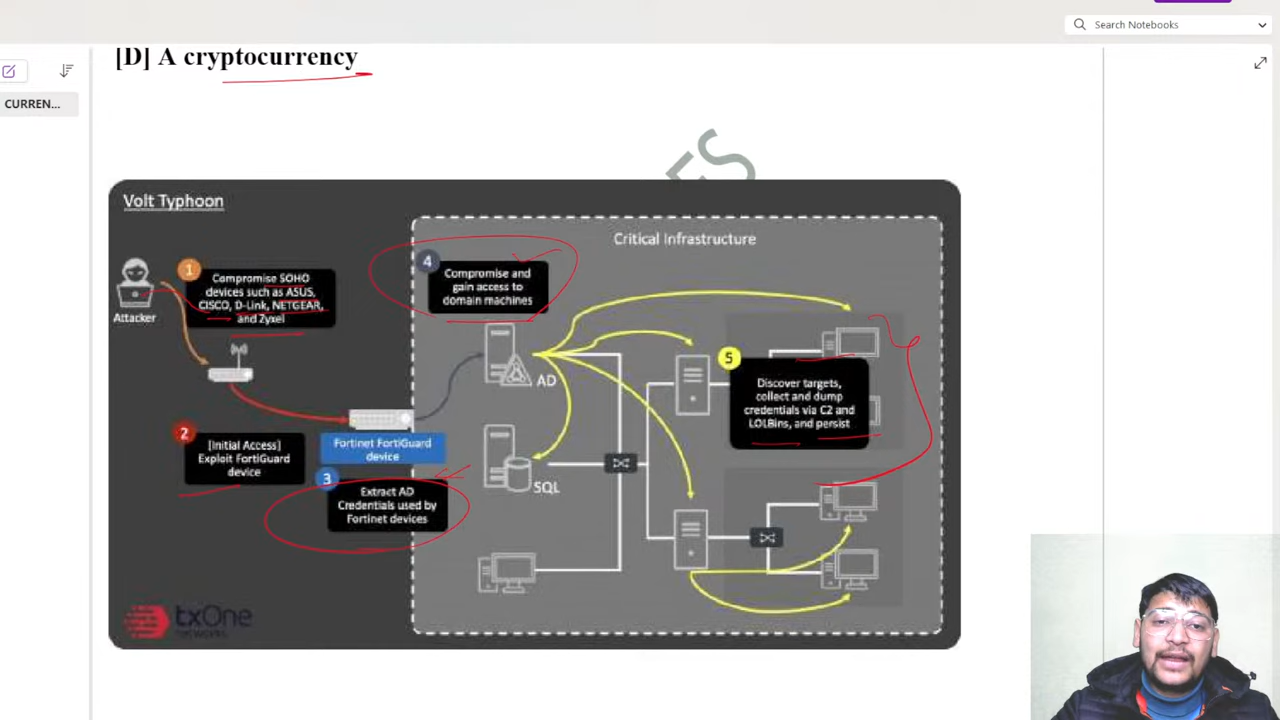 Search Notebooks
[D] A cryptocurrency
CURREN...
ES
Volt Typhoon
Critical Infrastructure
1
Compromise SOHO
devices such as ASUS,
CISCO, D-Link, NETGEAR,
and Zyxel
Attacker
4
Compromise and
gain access to
domain machines
AD
5
Discover targets,
collect and dump
credentials via C2 and
LOLBins, and persist
2
[Initial Access]
Exploit FortiGuard
device
Fortinet FortiGuard
device
3
Extract AD
Credentials used by
Fortinet devices
SQL
txOne
NETWORKS